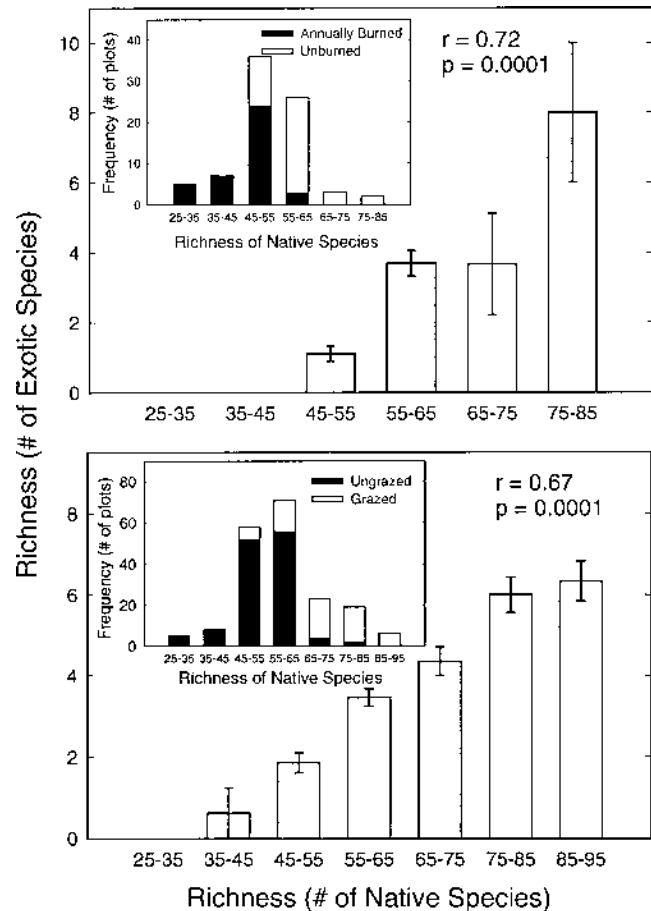 Richness (# of Exotic Species)
10
8
6
4
2
0
r = 0.72
p = 0.0001
25-35 35-45 45-55 55-65 65-75 75-85
Frequency (# of plots)
40
30
20
10
0
Annually Burned
Unburned
25-35 35-45 45-55 55-65 65-75 75-85
Richness of Native Species
8
6
4
2
0
r = 0.67
p = 0.0001
Frequency (# of plots)
80
60
40
20
0
Ungrazed
Grazed
25-35 35-45 45-55 55-65 65-75 75-85 85-95
Richness of Native Species
25-35 35-45 45-55 55-65 65-75 75-85 85-95
Richness (# of Native Species)